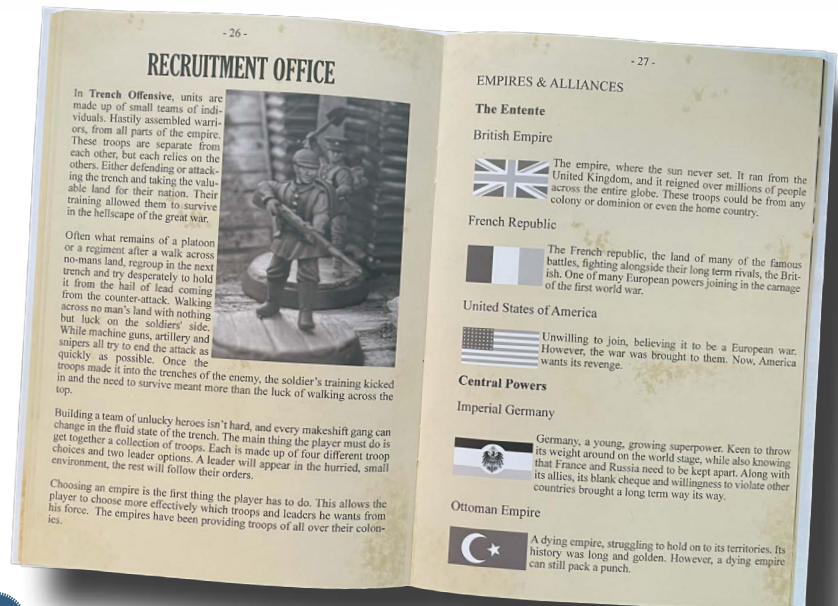 - 26 -
RECRUITMENT OFFICE
In Trench Offensive, units are
made up of small teams of indi-
viduals. Hastily assembled warri-
ors, from all parts of the empire.
These troops are separate from
each other, but each relies on the
others. Either defending or attack-
ing the trench and taking the valu-
able land for their nation. Their
training allowed them to survive
in the hellscape of the great war.
Often what remains of a platoon
or a regiment after a walk across
no-mans land, regroup in the next
trench and try desperately to hold
it from the hail of lead coming
from the counter-attack. Walking
across no man's land with nothing
but luck on the soldiers' side.
While machine guns, artillery and
snipers all try to end the attack as
quickly as possible. Once the
troops made it into the trenches of the enemy, the soldier's training kicked
in and the need to survive meant more than the luck of walking across the
top.
Building a team of unlucky heroes isn't hard, and every makeshift gang can
change in the fluid state of the trench. The main thing the player must do is
get together a collection of troops. Each is made up of four different troop
choices and two leader options. A leader will appear in the hurried, small
environment, the rest will follow their orders.
Choosing an empire is the first thing the player has to do. This allows the
player to choose more effectively which troops and leaders he wants from
his force. The empires have been providing troops of all over their colon-
ies.
- 27 -
EMPIRES & ALLIANCES
The Entente
British Empire
The empire, where the sun never set. It ran from the
United Kingdom, and it reigned over millions of people
across the entire globe. These troops could be from any
colony or dominion or even the home country.
French Republic
The French republic, the land of many of the famous
battles, fighting alongside their long term rivals, the Brit-
ish. One of many European powers joining in the carnage
of the first world war.
United States of America
Unwilling to join, believing it to be a European war.
However, the war was brought to them. Now, America
wants its revenge.
Central Powers
Imperial Germany
Germany, a young, growing superpower. Keen to throw
its weight around on the world stage, while also knowing
that France and Russia need to be kept apart. Along with
its allies, its blank cheque and willingness to violate other
countries brought a long term way its way.
Ottoman Empire
A dying empire, struggling to hold on to its territories. Its
history was long and golden. However, a dying empire
can still pack a punch.